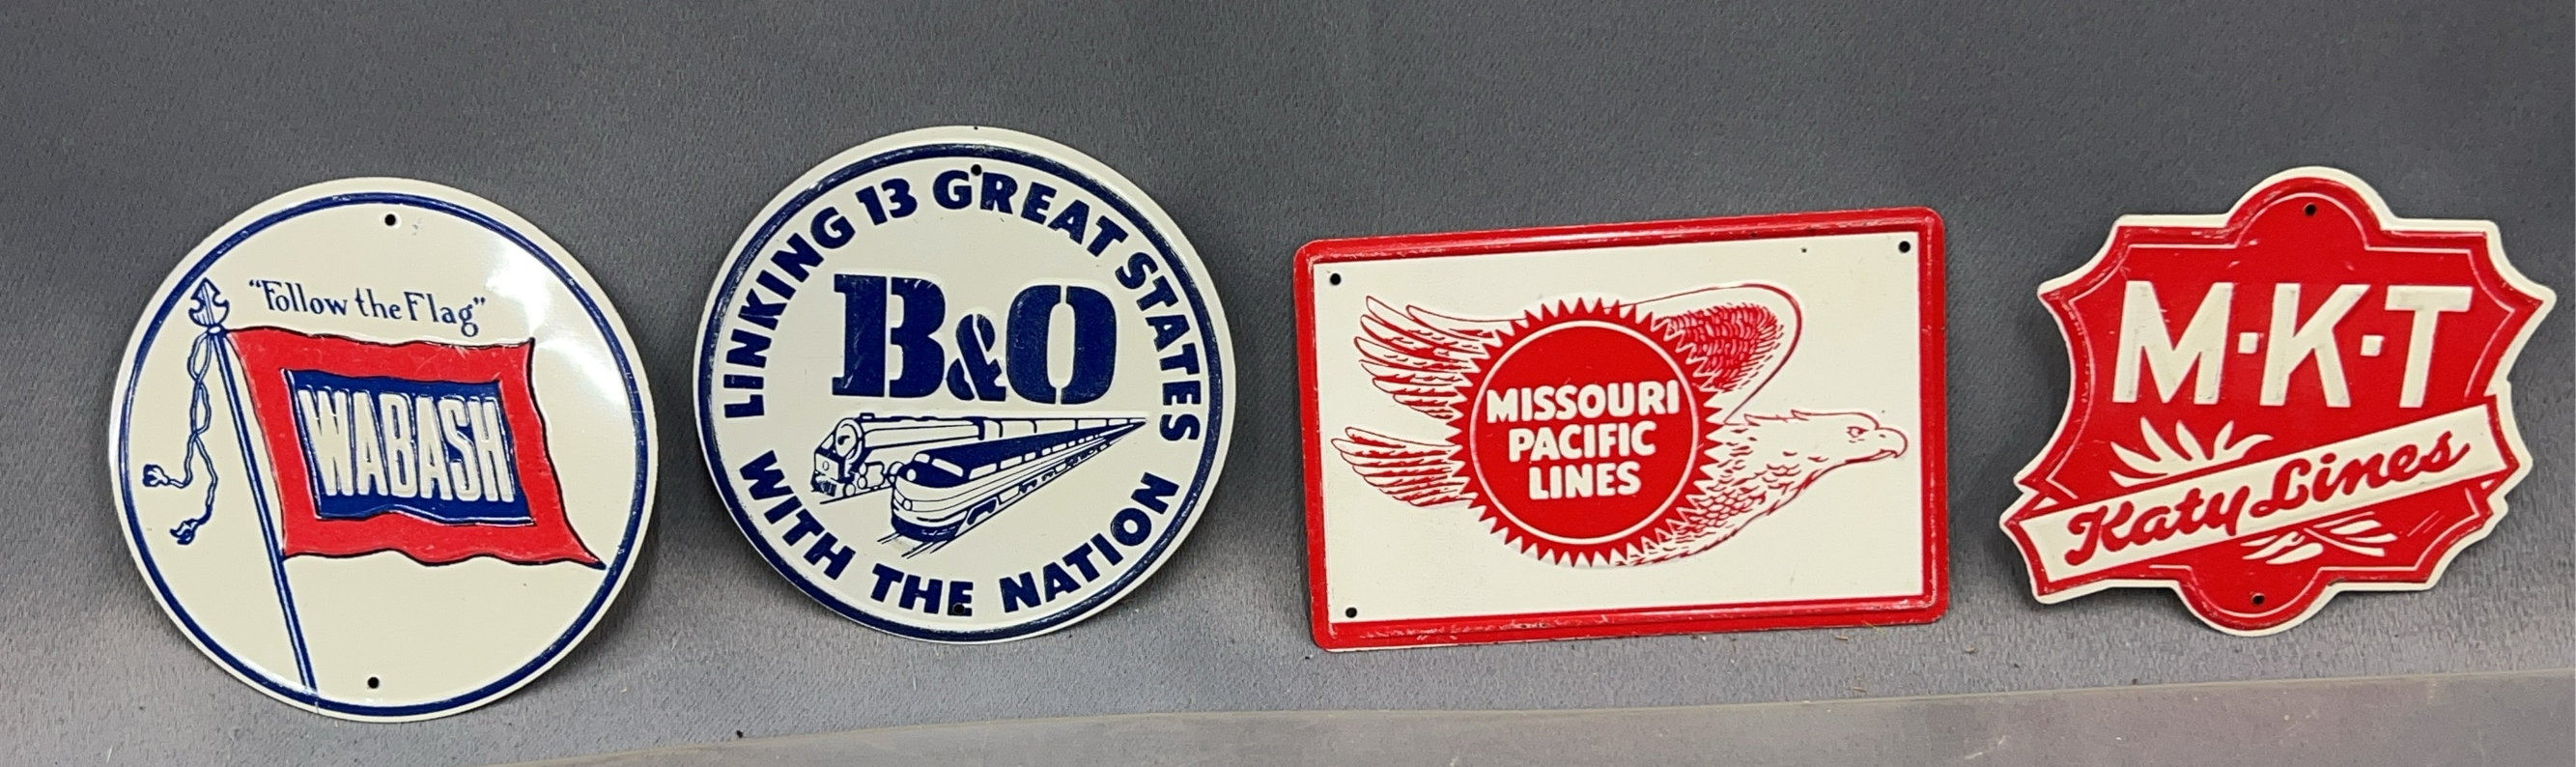 "Follow the Flag"
WABASH
LINKING 13 GREAT STATES
B&O
WITH THE NATION
MISSOURI
PACIFIC
LINES
M·K·T
Katy Lines